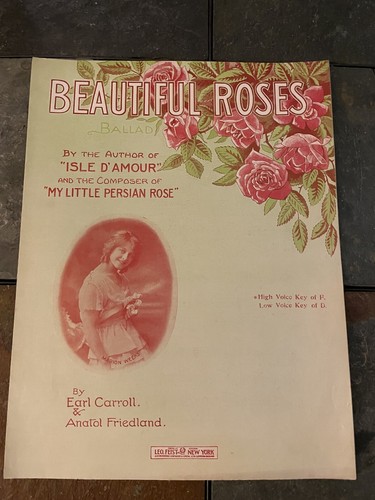 BEAUTIFUL ROSES
BALLAD
BY THE AUTHOR OF
"ISLE D'AMOUR"
AND THE COMPOSER OF
"MY LITTLE PERSIAN ROSE"
High Voice Key of F.
Low Voice Key of D
BY
Earl Carroll.
&
Anatol Friedland.
LEO. FEIST NEW YORK